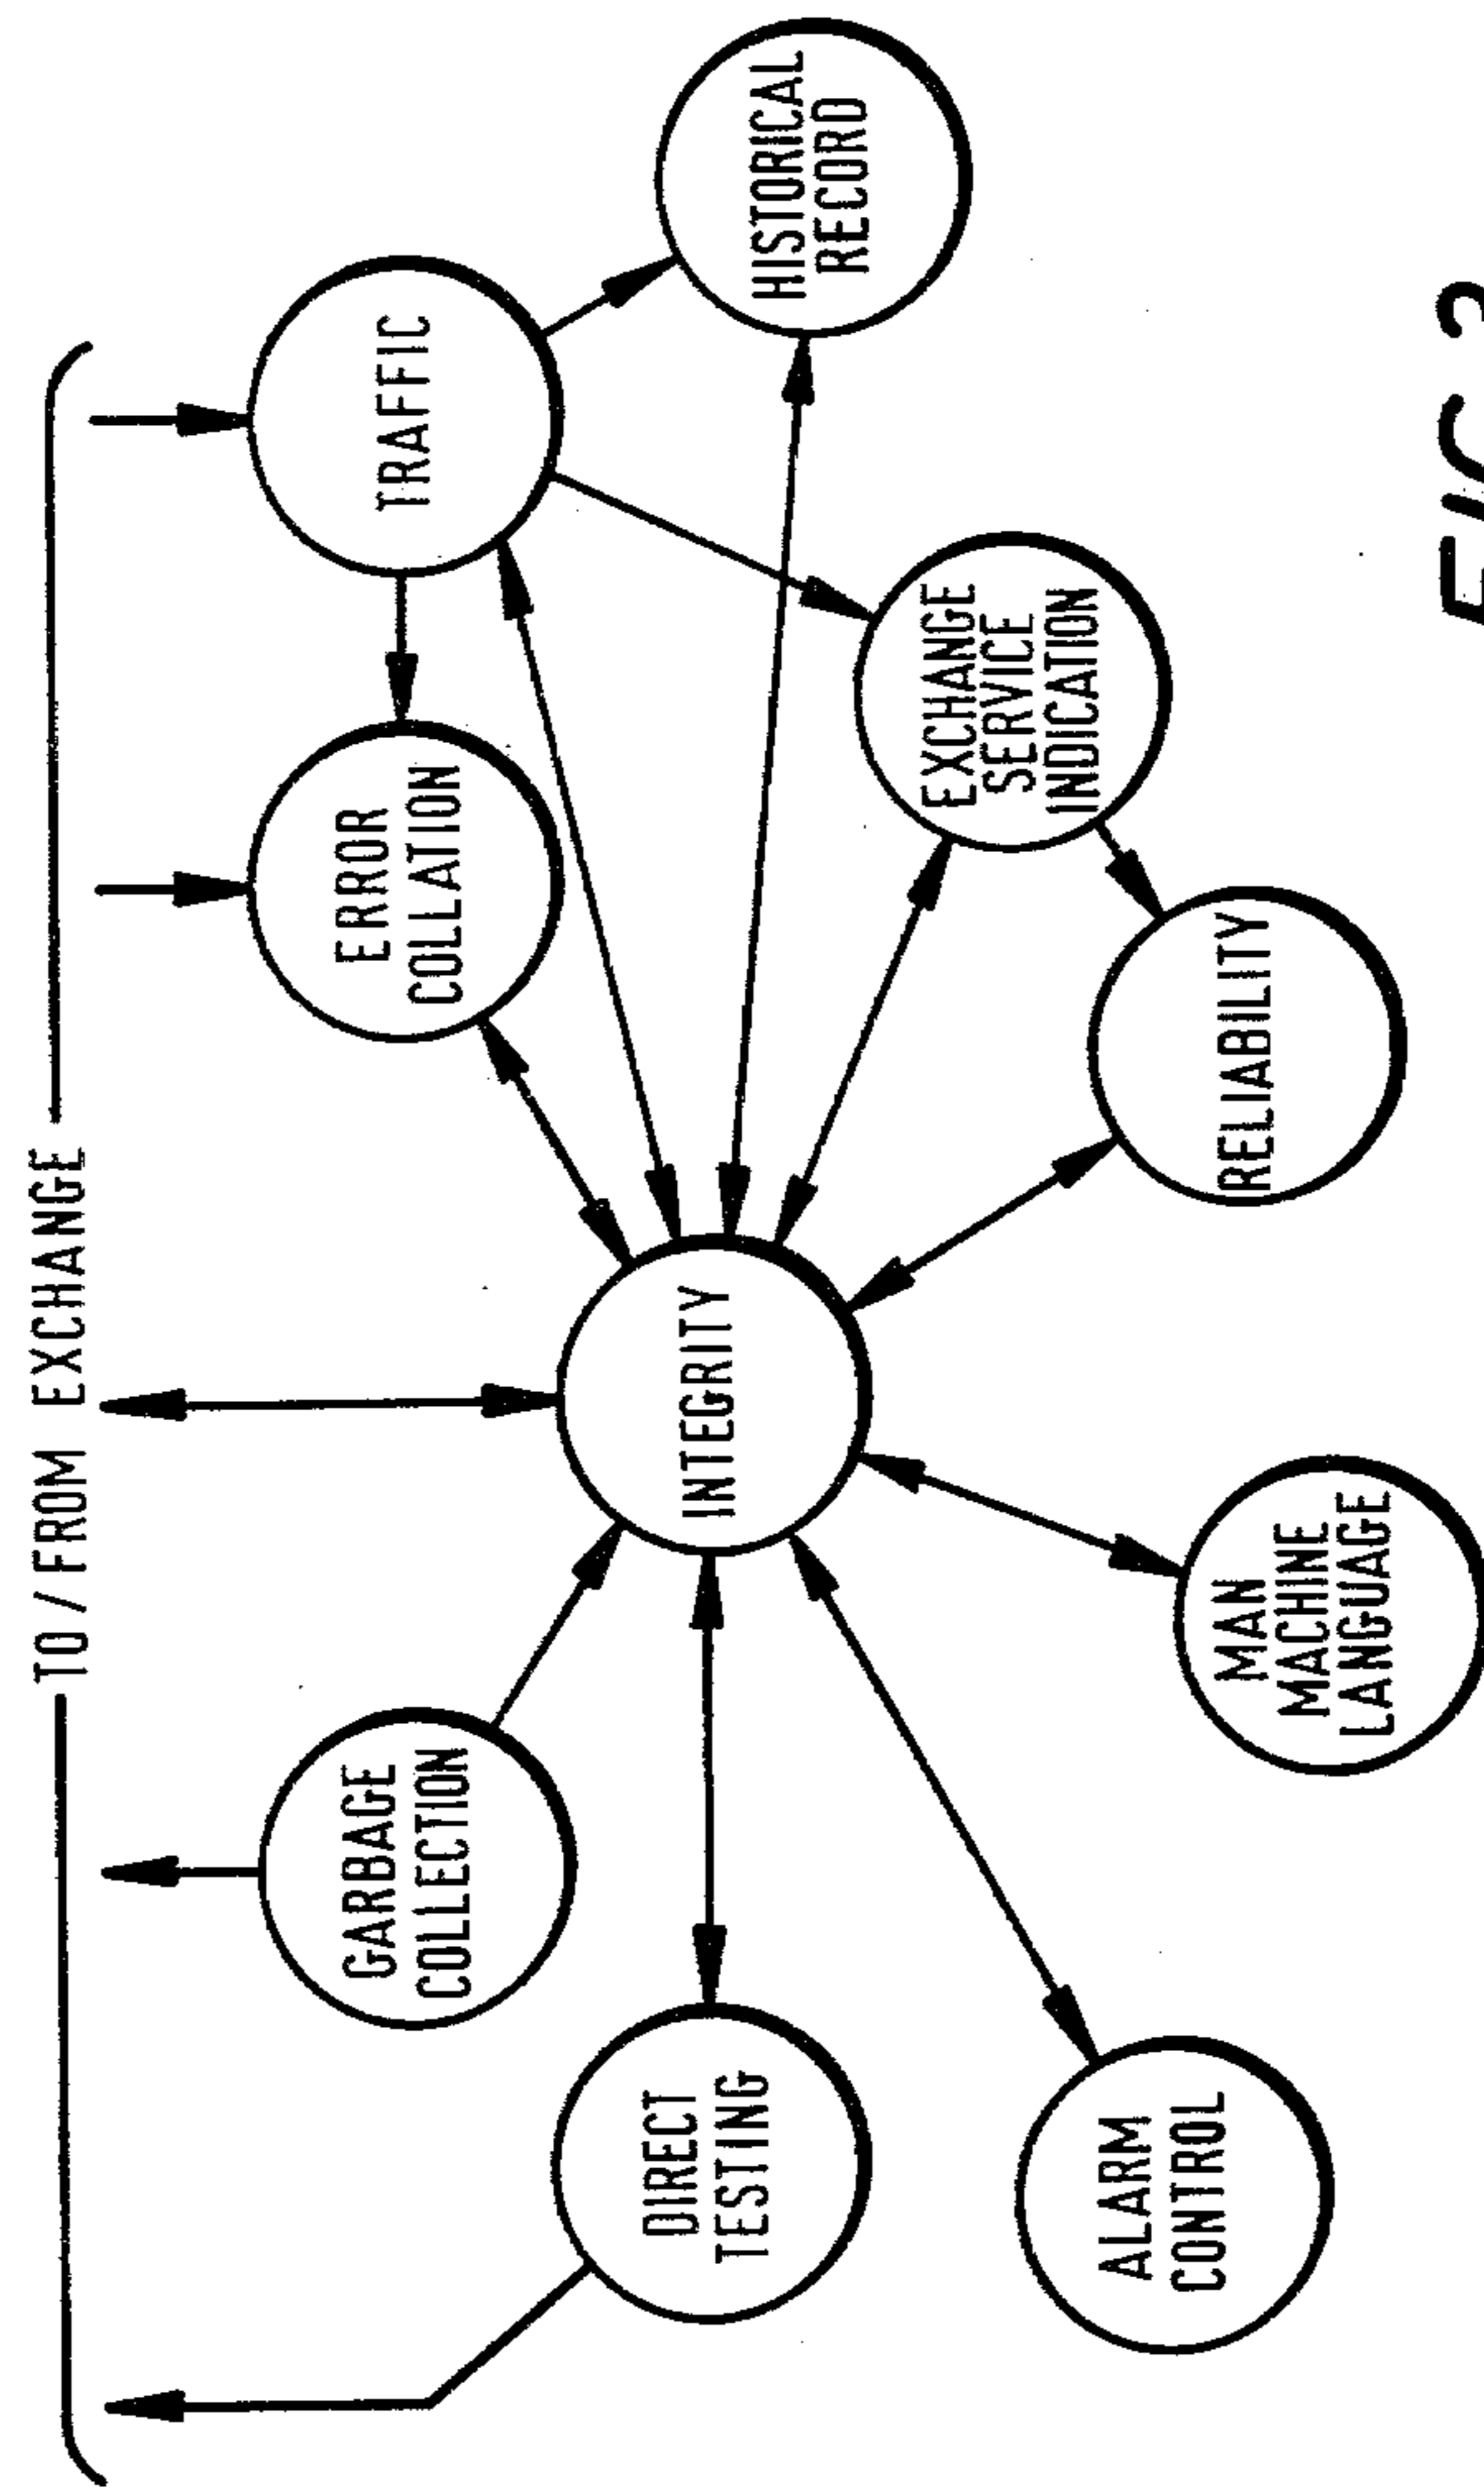 TO / FROM EXCHANGE
GARBAGE
COLLECTION
ERROR
COLLATION
TRAFFIC
DIRECT
TESTING
INTEGRITY
HISTORICAL
RECORD
ALARM
CONTROL
MAN
MACHINE
LANGUAGE
RELIABILITY
EXCHANGE
SERVICE
INDICATION